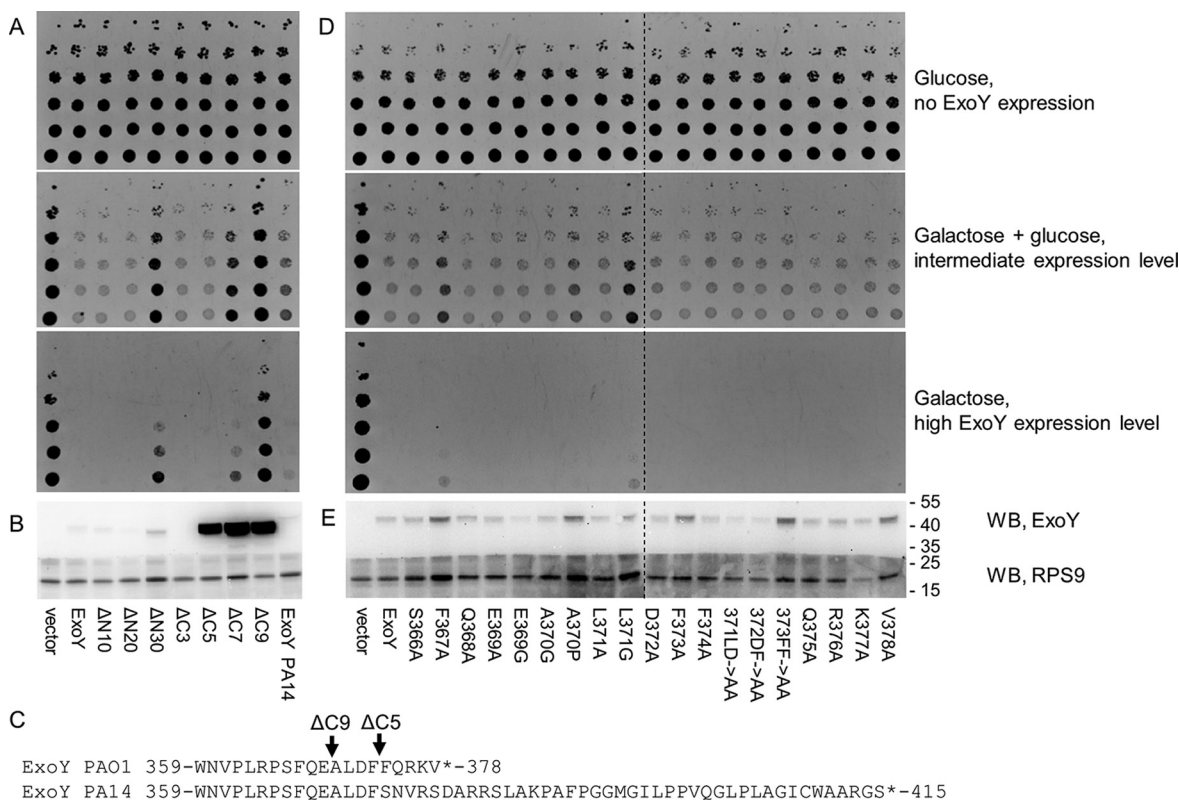 A
D
Glucose,
no ExoY expression
Galactose + glucose,
intermediate expression level
Galactose,
high ExoY expression level
B
E
- 55
- 40
- 35
- 25
- 15
WB, ExoY
WB, RPS9
vector
ExoY
ΔN10
ΔN20
ΔN30
ΔC3
ΔC5
ΔC7
ΔC9
ExoY PA14
vector
ExoY
S366A
F367A
Q368A
E369A
E369G
A370G
A370P
L371A
L371G
D372A
F373A
F374A
371LD->AA
372DF->AA
373FF->AA
Q375A
R376A
K377A
V378A
C
ΔC9 ΔC5
ExoY PAO1 359-WNVPLRPSFQEALDFFQRKV*-378
ExoY PA14 359-WNVPLRPSFQEALDFSNVRSDARRSLAKPAFPGGMGILPPVQGLPLAGICWAARGS*-415